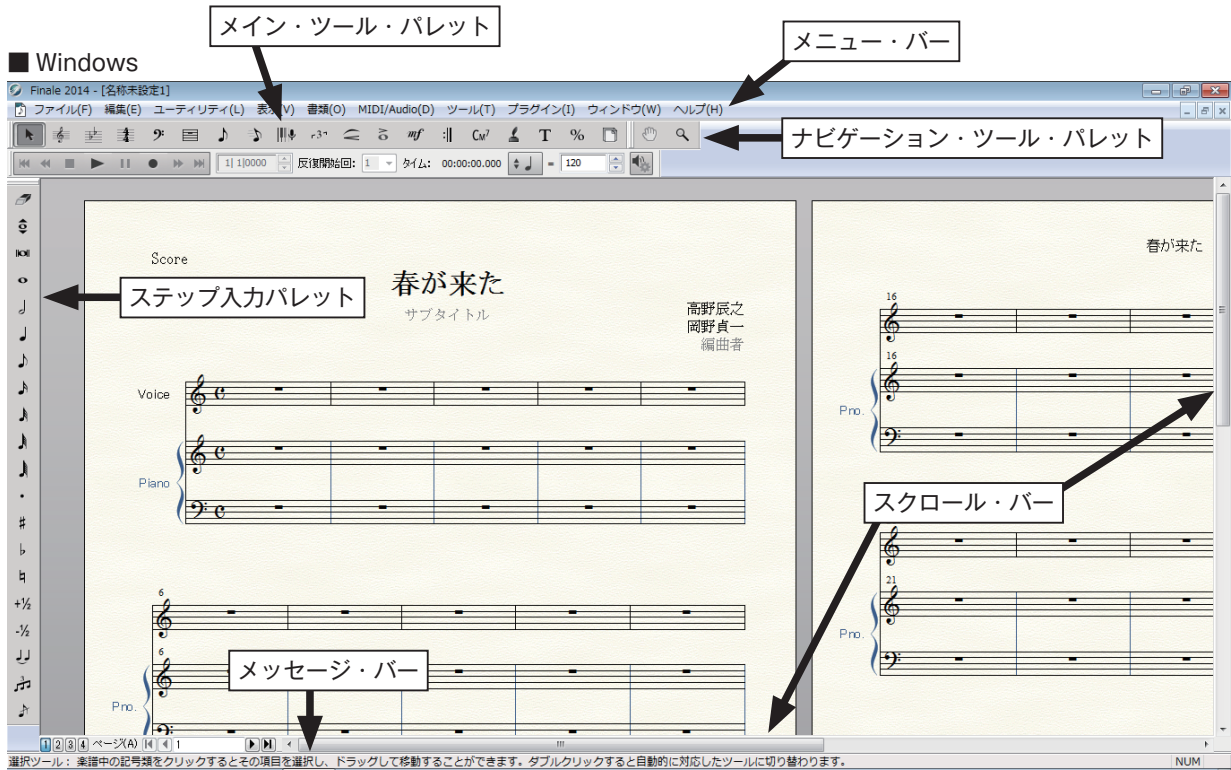 メイン・ツール・パレット
メニュー・バー
■ Windows
Finale 2014 - [名称未設定1]
ファイル(F) 編集(E) ユーティリティ(L) 表示(V) 書類(O) MIDI/Audio(D) ツール(T) プラグイン(I) ウィンドウ(W) ヘルプ(H)
ナビゲーション・ツール・パレット
1| 1|0000 反復開始回: 1 タイム: 00:00:00.000 = 120
Score
春が来た
春が来た
ステップ入力パレット
サブタイトル
高野辰之
岡野貞一
編曲者
16
16
Voice
Pno.
Piano
スクロール・バー
6
21
+½
-½
6
Pno.
メッセージ・バー
Pno.
1 2 3 4 ページ(A) 1
選択ツール： 楽譜中の記号類をクリックするとその項目を選択し、ドラッグして移動することができます。ダブルクリックすると自動的に対応したツールに切り替わります。 NUM